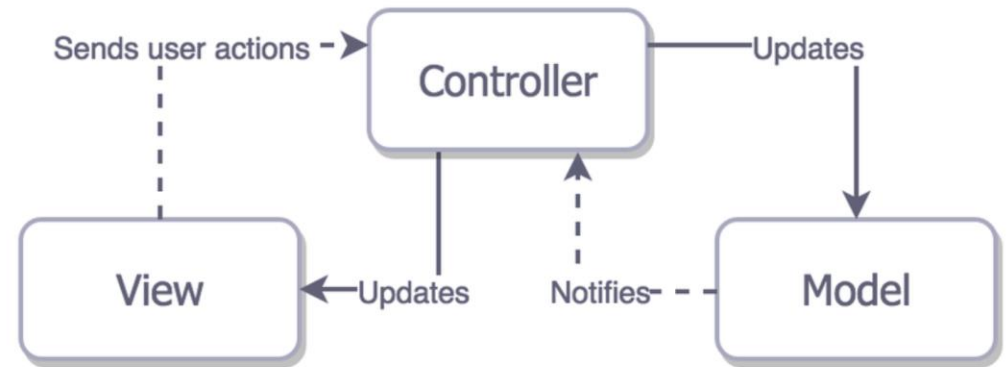 Sends user actions
Updates
Controller
View
Updates
Notifies
Model